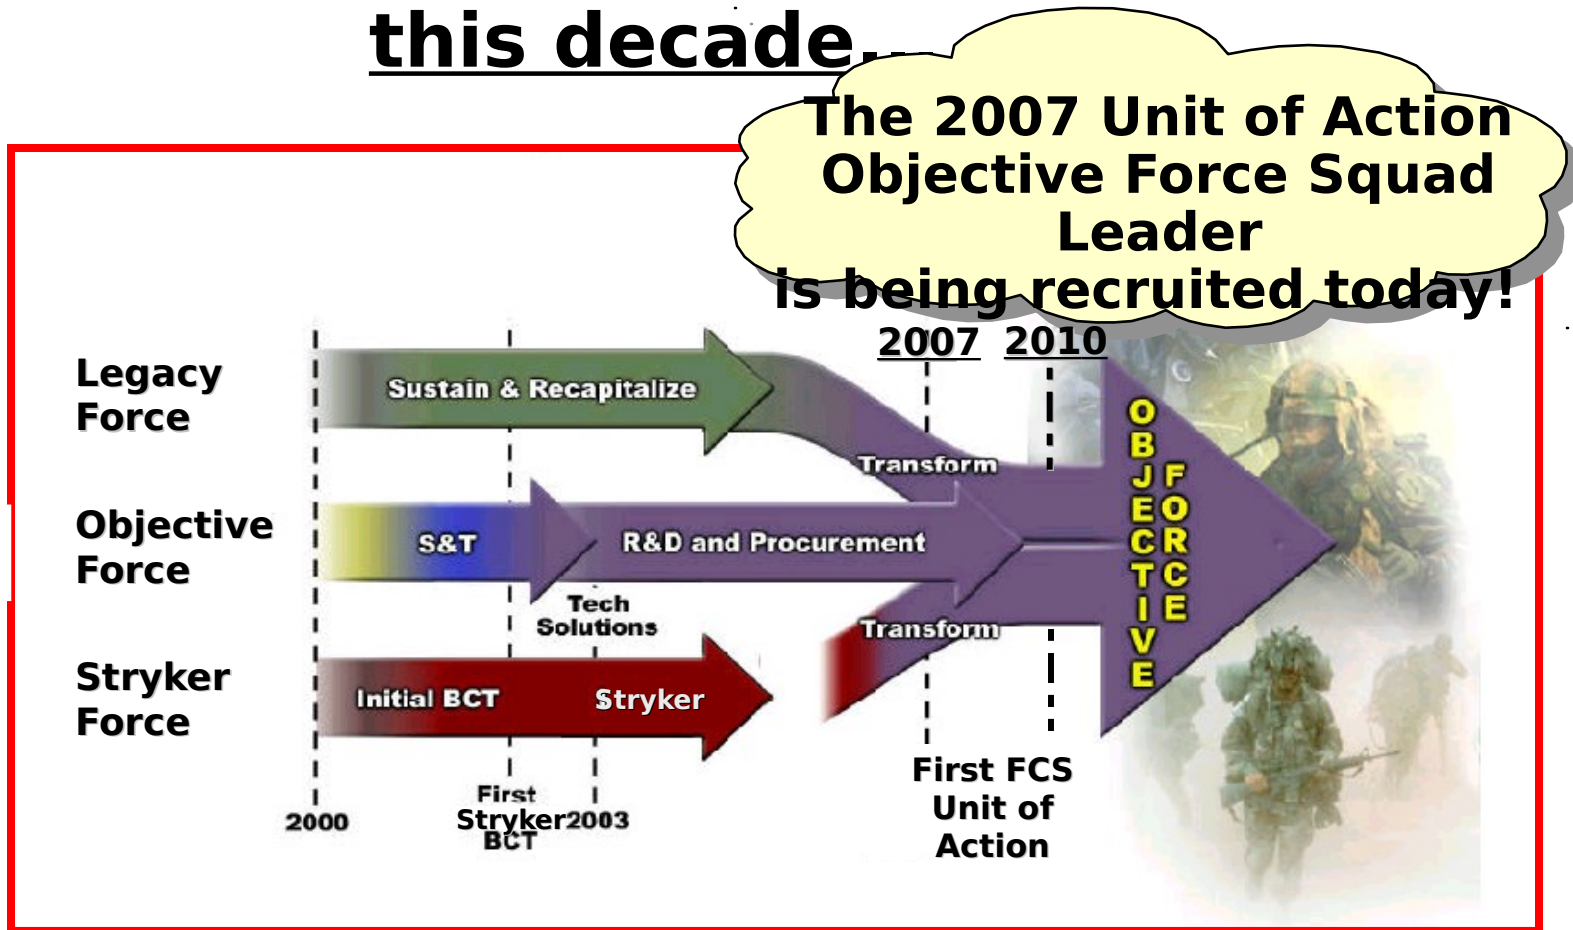 this decade...
The 2007 Unit of Action
Objective Force Squad
Leader
is being recruited today!
2007 2010
Legacy
Force
Sustain & Recapitalize
Transform
Objective
Force
S&T
R&D and Procurement
OBJECTIVE
FORCE
Tech
Solutions
Transform
Stryker
Force
Initial BCT
Stryker
First FCS
Unit of
Action
First
2000
Stryker
2003
BCT